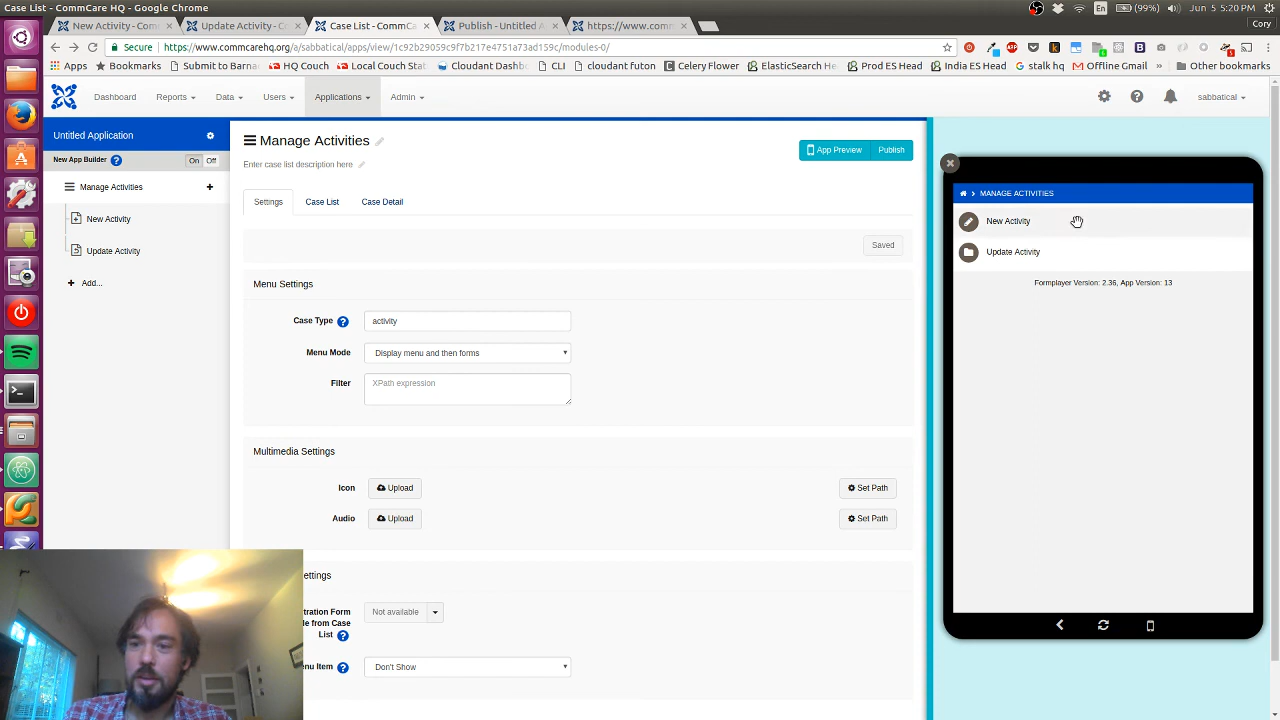 Case List - CommCare HQ - Google Chrome
En (99%) Jun 5 5:20 PM
New Activity - Comc × Update Activity - Co × Case List - CommCar × Publish - Untitled A × https://www.comm × Cory
Secure https://www.commcarehq.org/a/sabbatical/apps/view/1c92b29059c9f7b217e4751a73ad159c/modules-0/
Apps Bookmarks Submit to Barna HQ Couch Local Couch Stat Cloudant Dashb CLI cloudant futon Celery Flower ElasticSearch Hea Prod ES Head India ES Head stalk hq Offline Gmail » Other bookmarks
Dashboard Reports Data Users Applications Admin sabbatical
Untitled Application
New App Builder On Off
Manage Activities
New Activity
Update Activity
Add...
Manage Activities
Enter case list description here
App Preview Publish
Settings Case List Case Detail
Saved
Menu Settings
Case Type activity
Menu Mode Display menu and then forms
Filter XPath expression
Multimedia Settings
Icon Upload Set Path
Audio Upload Set Path
ettings
tration Form Not available
le from Case
List
nu Item Don't Show
MANAGE ACTIVITIES
New Activity
Update Activity
Formplayer Version: 2.36, App Version: 13